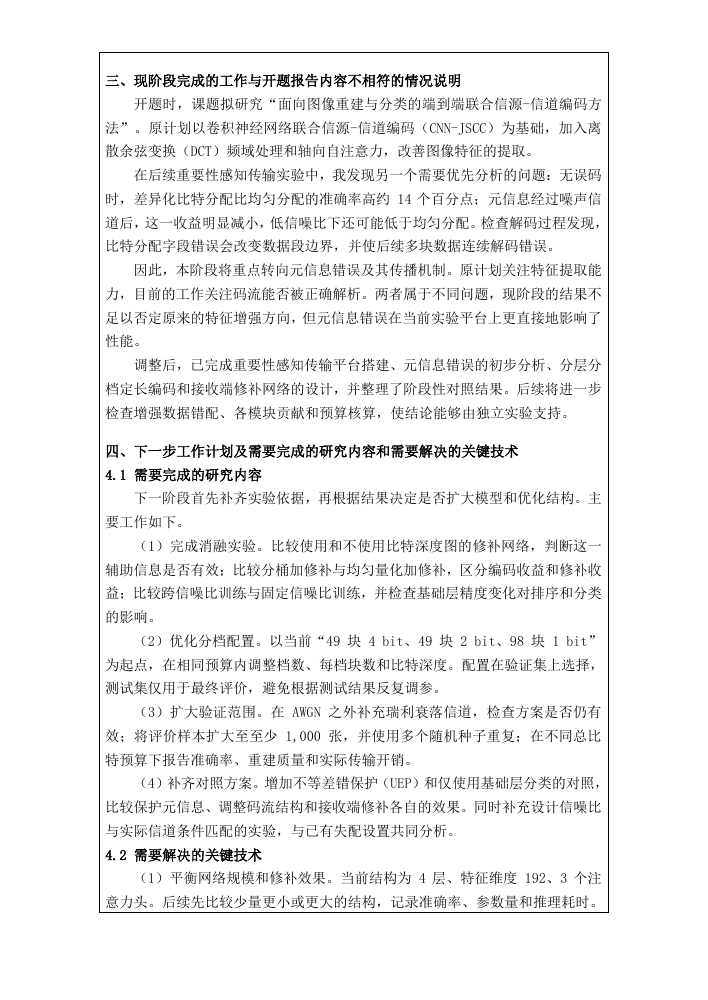 三、现阶段完成的工作与开题报告内容不相符的情况说明
开题时，课题拟研究“面向图像重建与分类的端到端联合信源-信道编码方
法”。原计划以卷积神经网络联合信源-信道编码（CNN-JSCC）为基础，加入离
散余弦变换（DCT）频域处理和轴向自注意力，改善图像特征的提取。
在后续重要性感知传输实验中，我发现另一个需要优先分析的问题：无误码
时，差异化比特分配比均匀分配的准确率高约 14 个百分点；元信息经过噪声信
道后，这一收益明显减小，低信噪比下还可能低于均匀分配。检查解码过程发现，
比特分配字段错误会改变数据段边界，并使后续多块数据连续解码错误。
因此，本阶段将重点转向元信息错误及其传播机制。原计划关注特征提取能
力，目前的工作关注码流能否被正确解析。两者属于不同问题，现阶段的结果不
足以否定原来的特征增强方向，但元信息错误在当前实验平台上更直接地影响了
性能。
调整后，已完成重要性感知传输平台搭建、元信息错误的初步分析、分层分
档定长编码和接收端修补网络的设计，并整理了阶段性对照结果。后续将进一步
检查增强数据错配、各模块贡献和预算核算，使结论能够由独立实验支持。
四、下一步工作计划及需要完成的研究内容和需要解决的关键技术
4.1 需要完成的研究内容
下一阶段首先补齐实验依据，再根据结果决定是否扩大模型和优化结构。主
要工作如下。
（1）完成消融实验。比较使用和不使用比特深度图的修补网络，判断这一
辅助信息是否有效；比较分桶加修补与均匀量化加修补，区分编码收益和修补收
益；比较跨信噪比训练与固定信噪比训练，并检查基础层精度变化对排序和分类
的影响。
（2）优化分档配置。以当前“49 块 4 bit、49 块 2 bit、98 块 1 bit”
为起点，在相同预算内调整档数、每档块数和比特深度。配置在验证集上选择，
测试集仅用于最终评价，避免根据测试结果反复调参。
（3）扩大验证范围。在 AWGN 之外补充瑞利衰落信道，检查方案是否仍有
效；将评价样本扩大至至少 1,000 张，并使用多个随机种子重复；在不同总比
特预算下报告准确率、重建质量和实际传输开销。
（4）补齐对照方案。增加不等差错保护（UEP）和仅使用基础层分类的对照，
比较保护元信息、调整码流结构和接收端修补各自的效果。同时补充设计信噪比
与实际信道条件匹配的实验，与已有失配设置共同分析。
4.2 需要解决的关键技术
（1）平衡网络规模和修补效果。当前结构为 4 层、特征维度 192、3 个注
意力头。后续先比较少量更小或更大的结构，记录准确率、参数量和推理耗时。